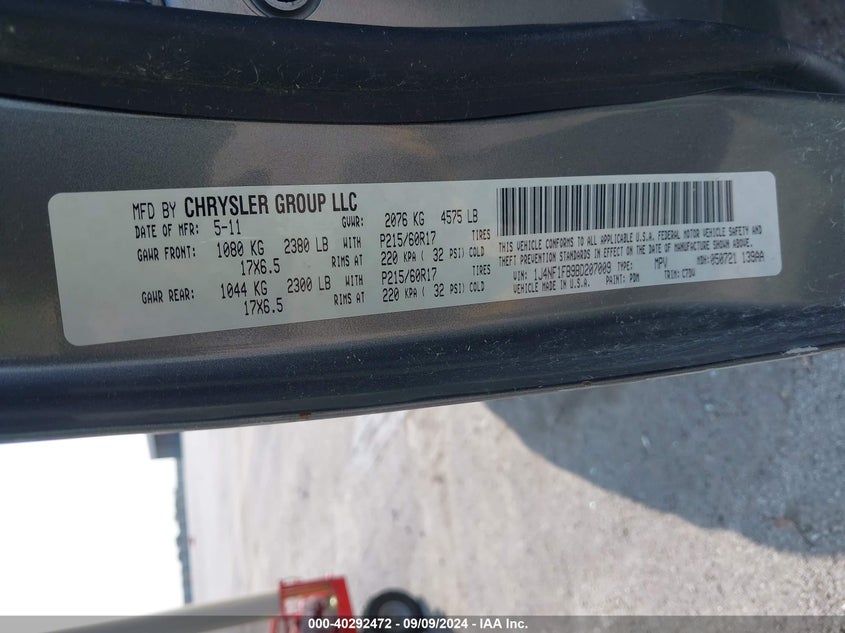 MFD BY CHRYSLER GROUP LLC
DATE OF MFR: 5-11 GVWR: 2076 KG 4575 LB
GAWR FRONT: 1080 KG 2380 LB WITH P215/60R17 TIRES
17X6.5 RIMS AT 220 KPA ( 32 PSI) COLD
GAWR REAR: 1044 KG 2300 LB WITH P215/60R17 TIRES
17X6.5 RIMS AT 220 KPA ( 32 PSI) COLD
THIS VEHICLE CONFORMS TO ALL APPLICABLE U.S.A. FEDERAL MOTOR VEHICLE SAFETY AND
THEFT PREVENTION STANDARDS IN EFFECT ON THE DATE OF MANUFACTURE SHOWN ABOVE.
VIN: 1J4NF1FB9BD207009 TYPE: MPV MDH: 050721 139AA
VEHICLE MADE IN U.S.A. PAINT: PDM TRIM: C7DV
000-40292472 - 09/09/2024 - IAA Inc.